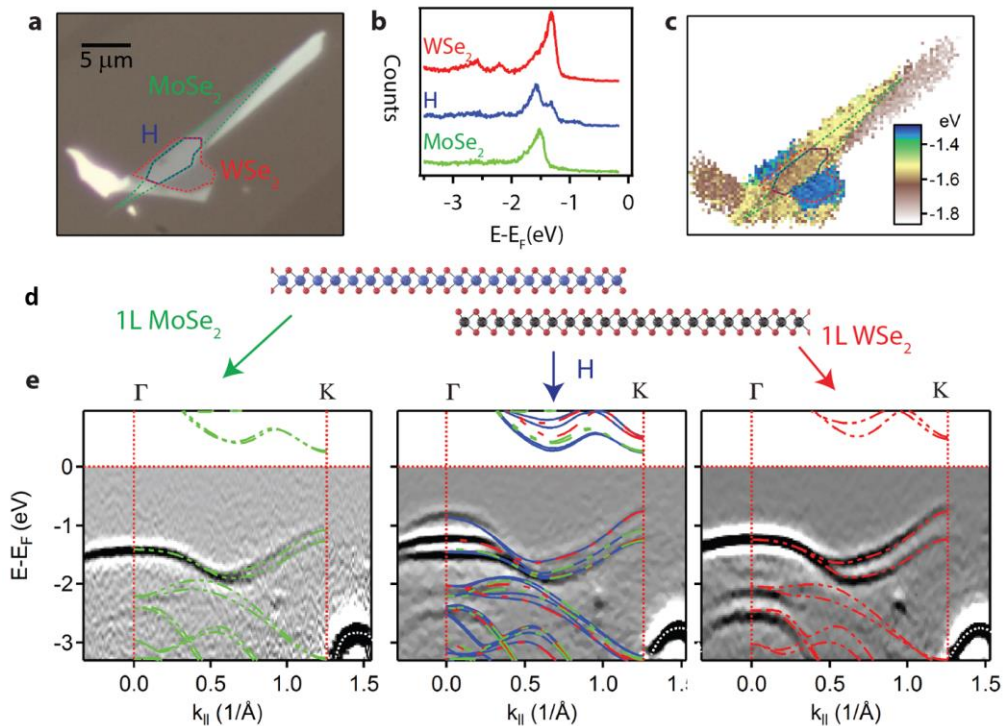 a
5 μm
MoSe2
H
WSe2
b
Counts
WSe2
H
MoSe2
-3 -2 -1 0
E-EF(eV)
c
eV
-1.4
-1.6
-1.8
d
1L MoSe2
H
1L WSe2
e
Γ K Γ K Γ K
E-EF (eV)
0
-1
-2
-3
0.0 0.5 1.0 1.5 0.0 0.5 1.0 1.5 0.0 0.5 1.0 1.5
k|| (1/Å) k|| (1/Å) k|| (1/Å)